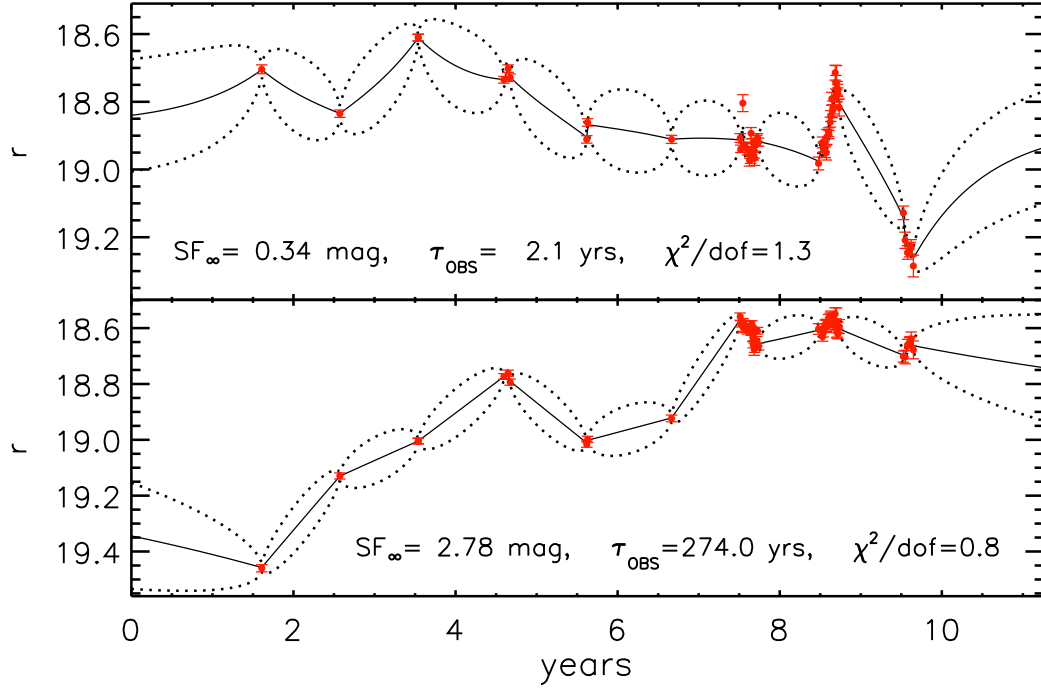 18.6
18.8
r
19.0
19.2
SF∞= 0.34 mag, τOBS= 2.1 yrs, χ²/dof=1.3
18.6
18.8
r
19.0
19.2
19.4
SF∞= 2.78 mag, τOBS=274.0 yrs, χ²/dof=0.8
0 2 4 6 8 10
years